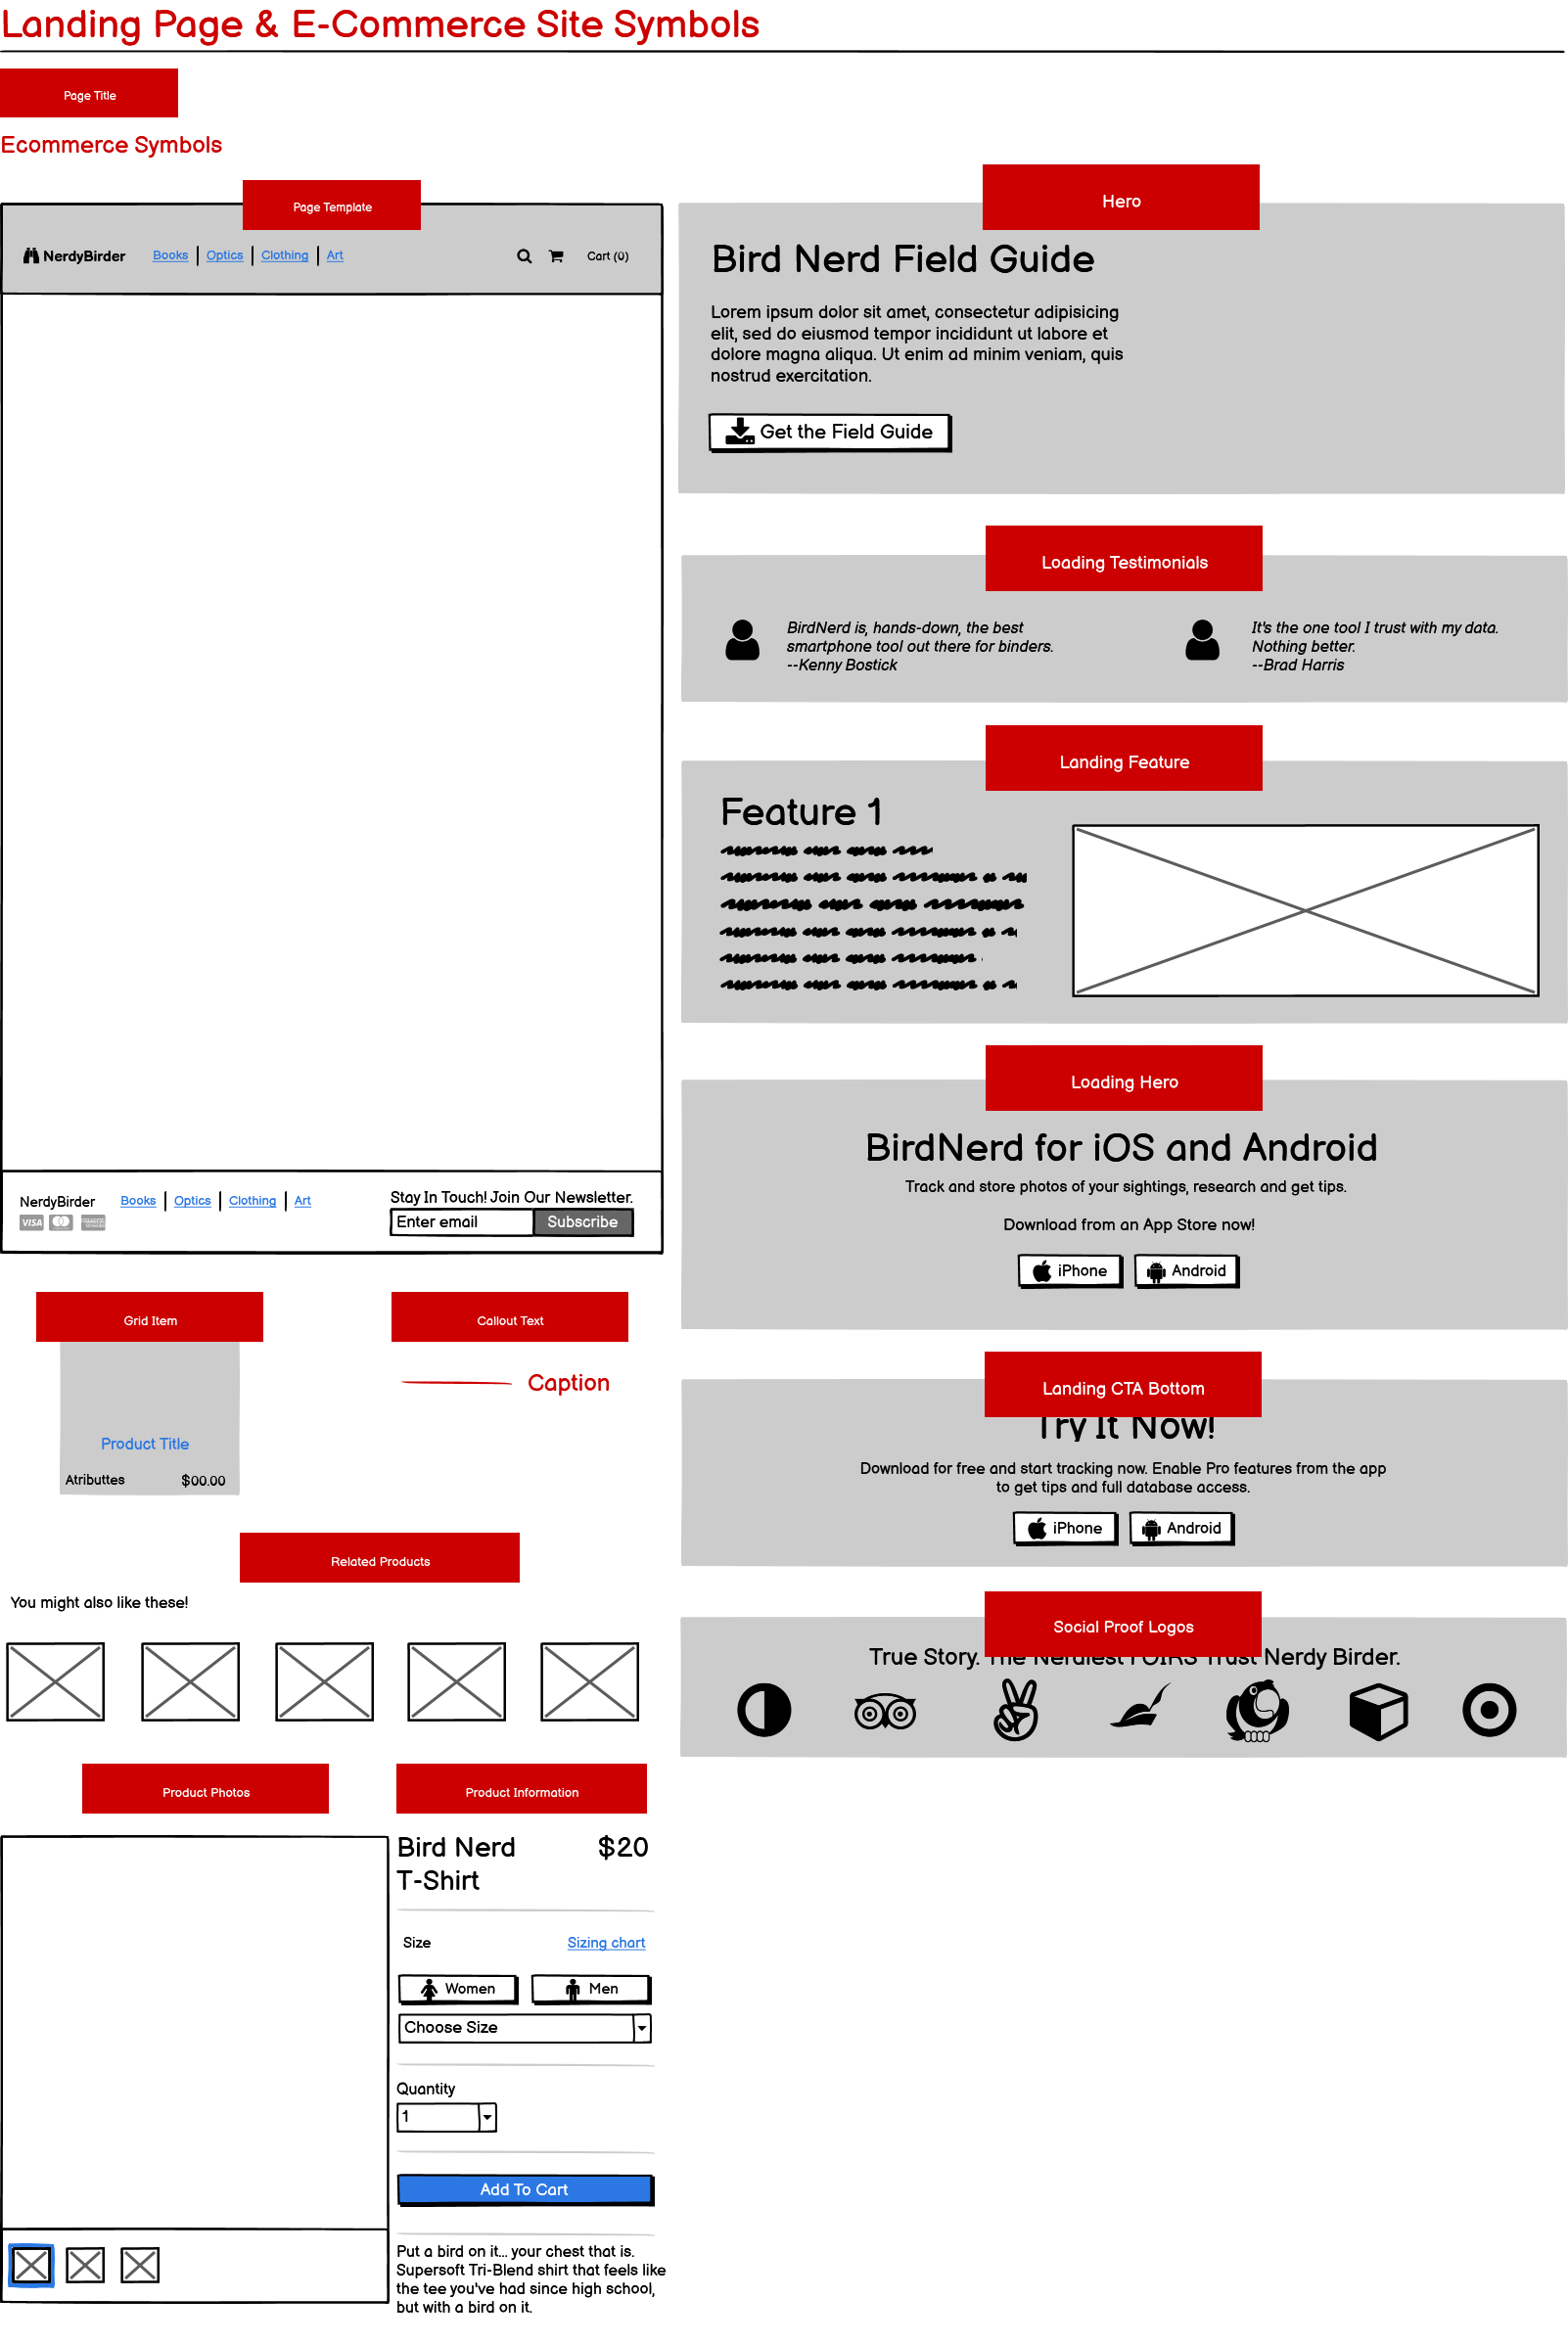 Landing Page & E-Commerce Site Symbols
Page Title
Ecommerce Symbols
Page Template
NerdyBirder
Books
Optics
Clothing
Art
Cart (0)
NerdyBirder
Books
Optics
Clothing
Art
VISA
Stay In Touch! Join Our Newsletter.
Enter email
Subscribe
Grid Item
Product Title
Atributtes
$00.00
Callout Text
Caption
Related Products
You might also like these!
Product Photos
Product Information
Bird Nerd
T-Shirt
$20
Size
Sizing chart
Women
Men
Choose Size
Quantity
1
Add To Cart
Put a bird on it... your chest that is.
Supersoft Tri-Blend shirt that feels like
the tee you've had since high school,
but with a bird on it.
Hero
Bird Nerd Field Guide
Lorem ipsum dolor sit amet, consectetur adipisicing
elit, sed do eiusmod tempor incididunt ut labore et
dolore magna aliqua. Ut enim ad minim veniam, quis
nostrud exercitation.
Get the Field Guide
Loading Testimonials
BirdNerd is, hands-down, the best
smartphone tool out there for binders.
--Kenny Bostick
It's the one tool I trust with my data.
Nothing better.
--Brad Harris
Landing Feature
Feature 1
Loading Hero
BirdNerd for iOS and Android
Track and store photos of your sightings, research and get tips.
Download from an App Store now!
iPhone
Android
Landing CTA Bottom
Try It Now!
Download for free and start tracking now. Enable Pro features from the app
to get tips and full database access.
iPhone
Android
Social Proof Logos
True Story. The Nerdiest Trust Nerdy Birder.